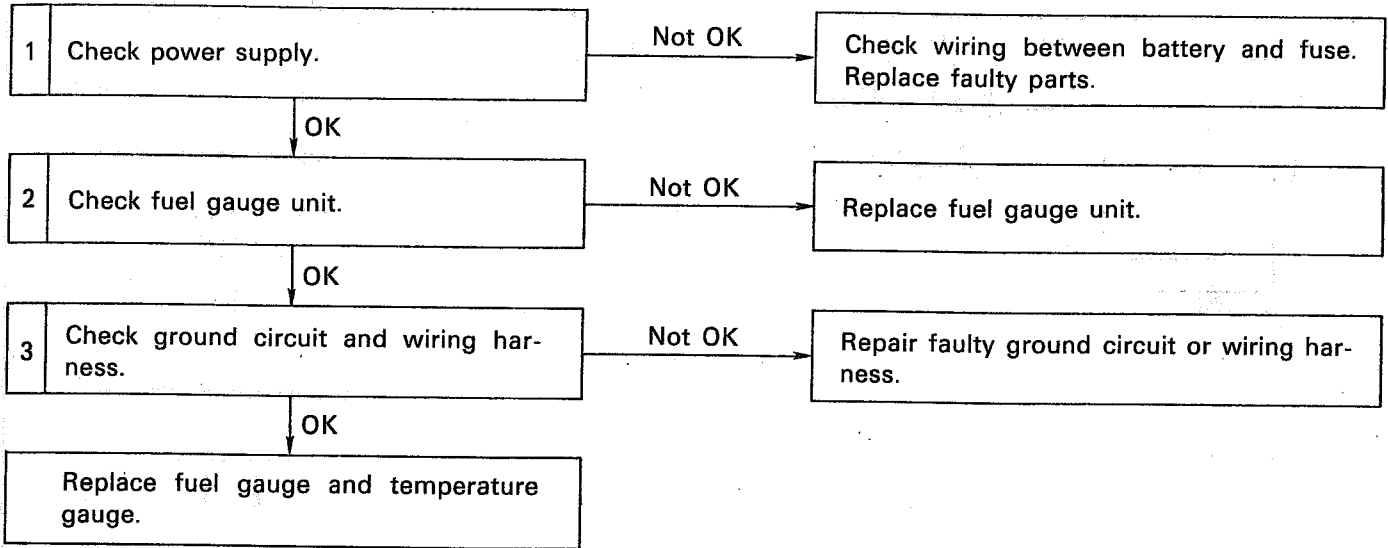 1 Check power supply.
Not OK
Check wiring between battery and fuse.
Replace faulty parts.
OK
2 Check fuel gauge unit.
Not OK
Replace fuel gauge unit.
OK
3 Check ground circuit and wiring har-
ness.
Not OK
Repair faulty ground circuit or wiring har-
ness.
OK
Replace fuel gauge and temperature
gauge.